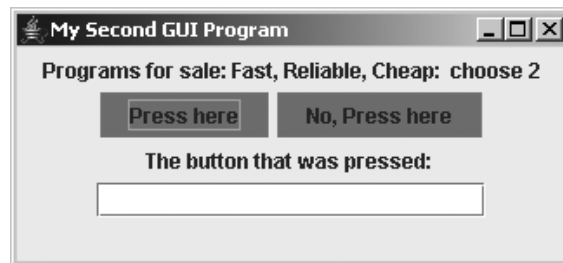 My Second GUI Program
Programs for sale: Fast, Reliable, Cheap: choose 2
Press here No, Press here
The button that was pressed: